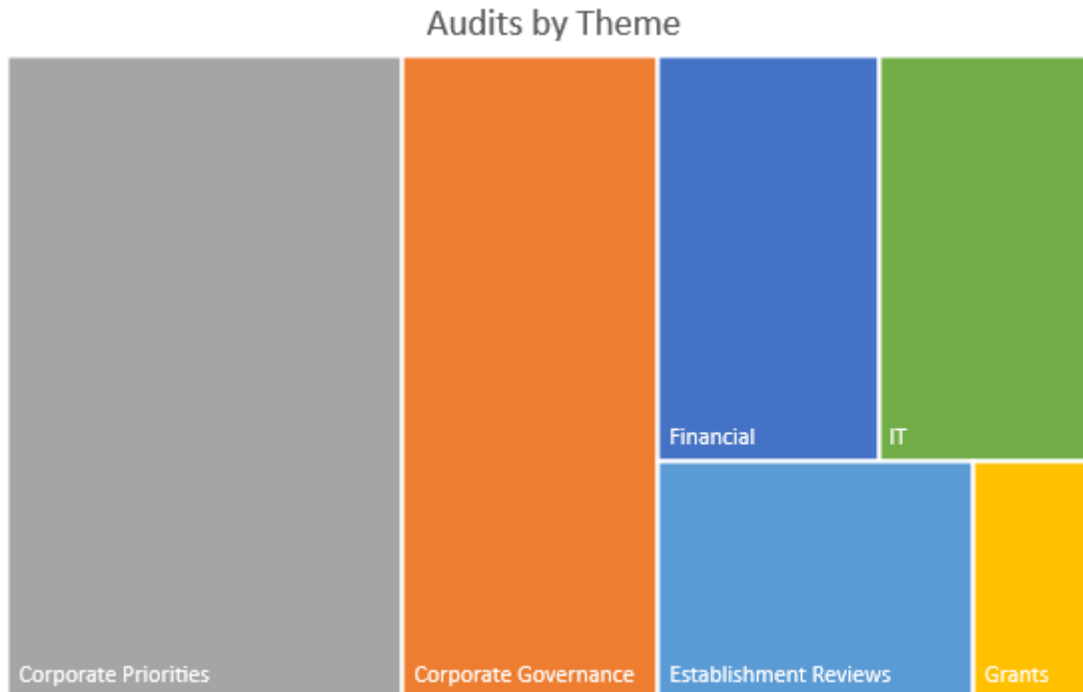 Audits by Theme
Financial
IT
Corporate Priorities
Corporate Governance
Establishment Reviews
Grants